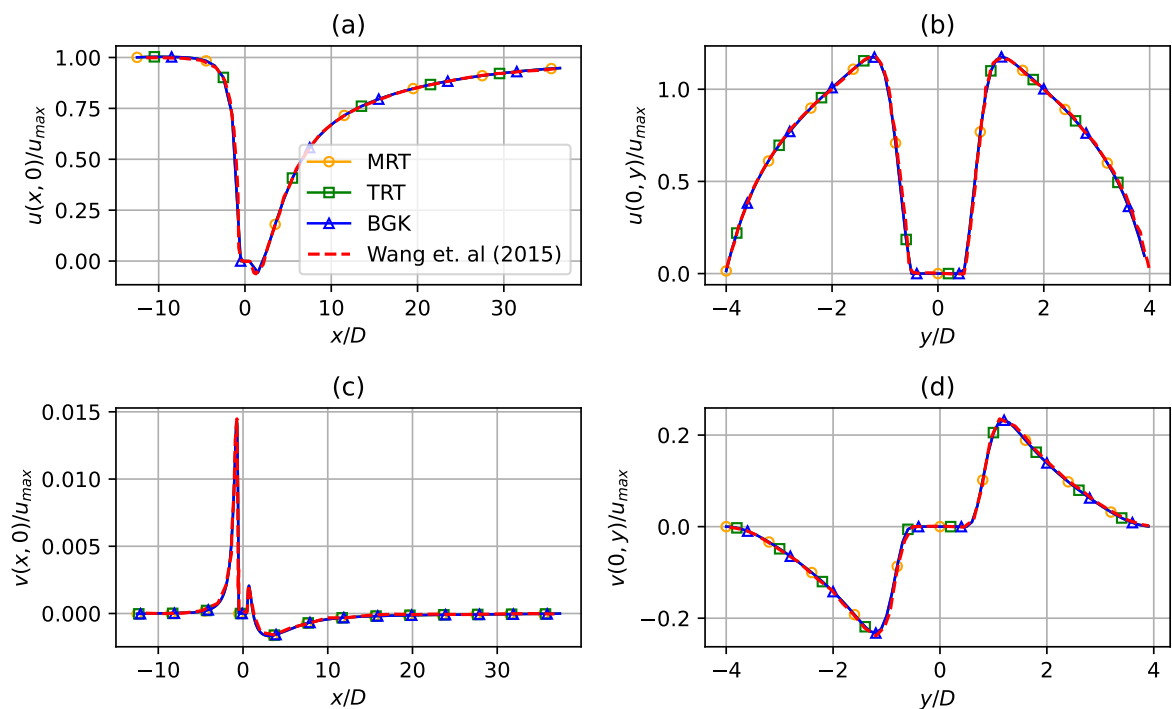 (a)
1.00
0.75
0.50
0.25
0.00
u(x, 0)/u_max
−10
0
10
20
30
x/D
MRT
TRT
BGK
Wang et. al (2015)
(b)
1.0
0.5
0.0
u(0, y)/u_max
−4
−2
0
2
4
y/D
(c)
0.015
0.010
0.005
0.000
v(x, 0)/u_max
−10
0
10
20
30
x/D
(d)
0.2
0.0
−0.2
v(0, y)/u_max
−4
−2
0
2
4
y/D